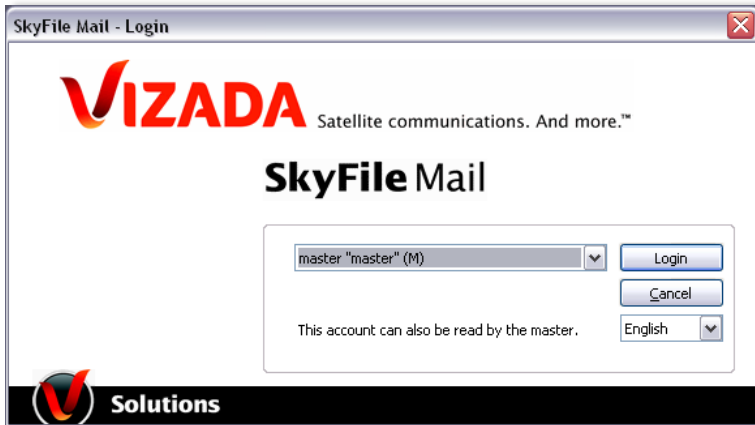 SkyFile Mail - Login
VIZADA Satellite communications. And more.™
SkyFile Mail
master "master" (M)
Login
Cancel
This account can also be read by the master.
English
Solutions